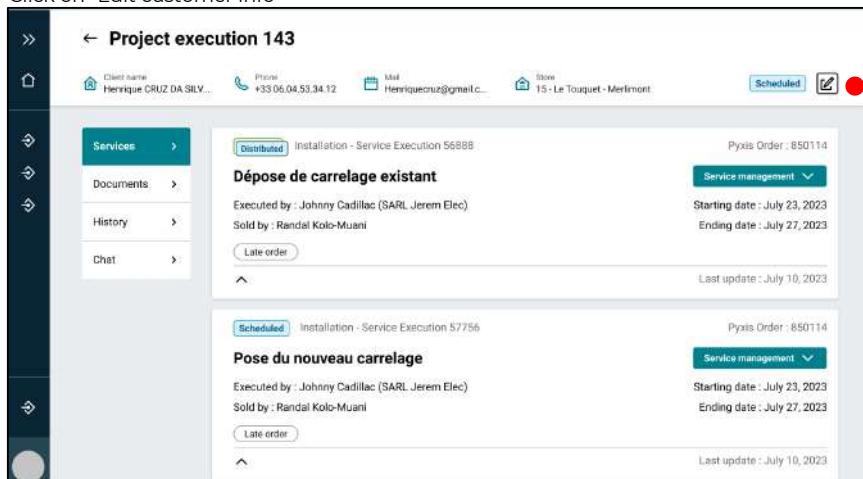 Click on "Edit customer info"
Project execution 143
Client name
Henrique CRUZ DA SILV...
Phone
+33 06.04.53.34.12
Mail
Henriquecruz@gmail.c...
Store
15 - Le Touquet - Merlimont
Scheduled
Services
Documents
History
Chat
Distributed Installation - Service Execution 56888
Pyxis Order : 850114
Dépose de carrelage existant
Service management
Executed by : Johnny Cadillac (SARL Jerem Elec)
Starting date : July 23, 2023
Sold by : Randal Kolo-Muani
Ending date : July 27, 2023
Late order
Last update : July 10, 2023
Scheduled Installation - Service Execution 57756
Pyxis Order : 850114
Pose du nouveau carrelage
Service management
Executed by : Johnny Cadillac (SARL Jerem Elec)
Starting date : July 23, 2023
Sold by : Randal Kolo-Muani
Ending date : July 27, 2023
Late order
Last update : July 10, 2023